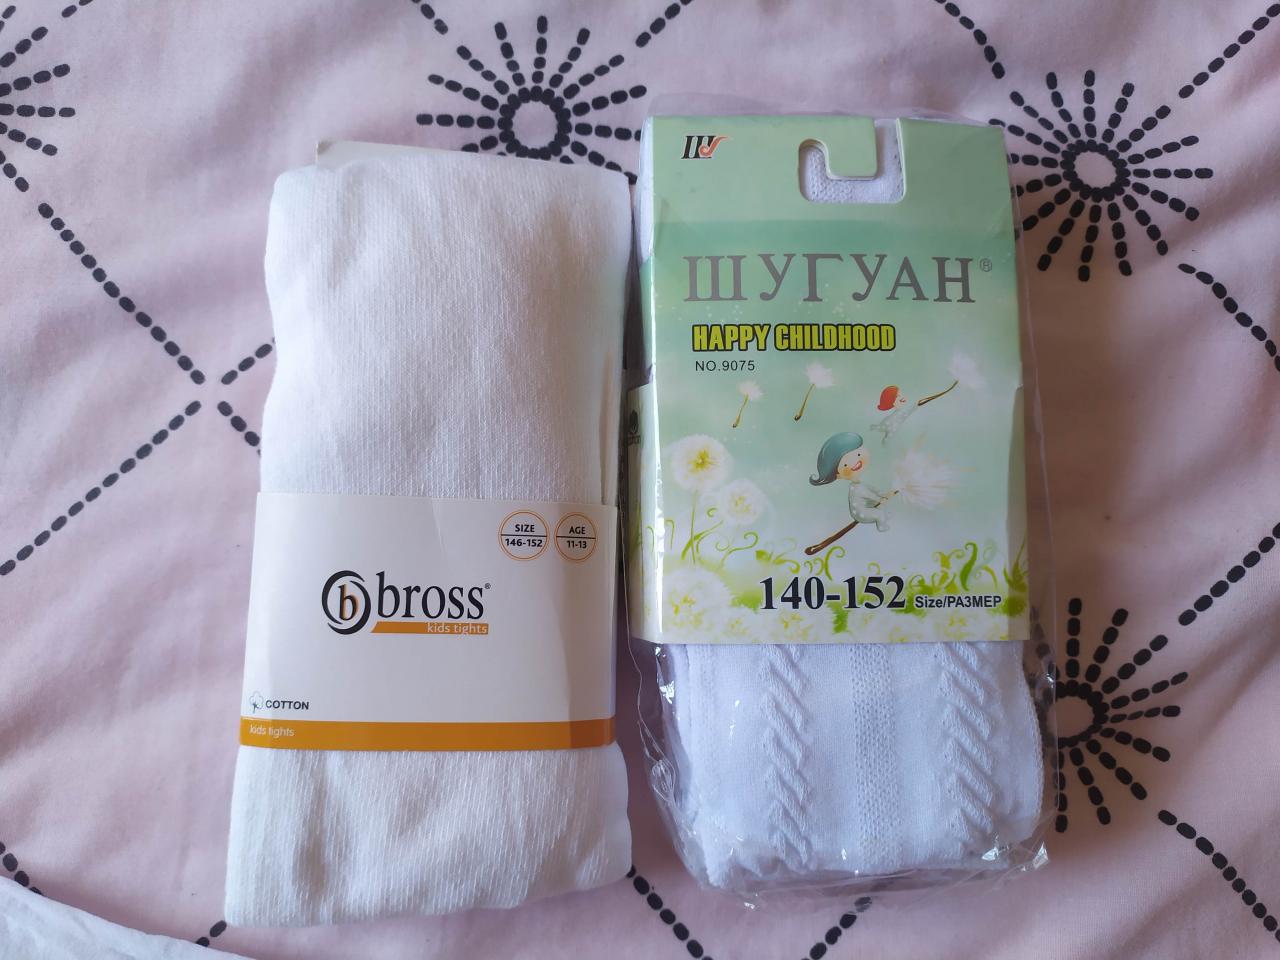 SIZE
146-152
AGE
11-13
b bross®
kids tights
COTTON
kids tights
Ш
ШУГУАН®
HAPPY CHILDHOOD
NO.9075
140-152 Size/РАЗМЕР